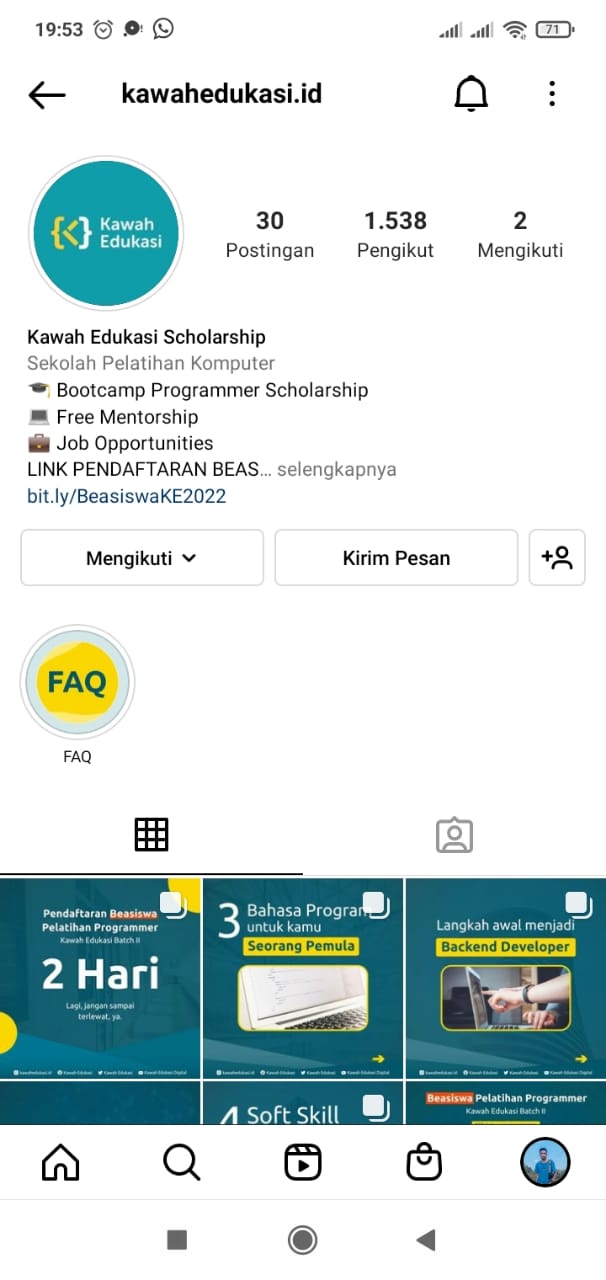 19:53
71
kawahedukasi.id
Kawah
Edukasi
30
1.538
2
Postingan
Pengikut
Mengikuti
Kawah Edukasi Scholarship
Sekolah Pelatihan Komputer
Bootcamp Programmer Scholarship
Free Mentorship
Job Opportunities
LINK PENDAFTARAN BEAS... selengkapnya
bit.ly/BeasiswaKE2022
Mengikuti
Kirim Pesan
FAQ
FAQ
Pendaftaran Beasiswa
Pelatihan Programmer
Kawah Edukasi Batch II
2 Hari
Lagi, jangan sampai
terlewat, ya.
3 Bahasa Program
untuk kamu
Seorang Pemula
Langkah awal menjadi
Backend Developer
4 Soft Skill
Beasiswa Pelatihan Programmer
Kawah Edukasi Batch II